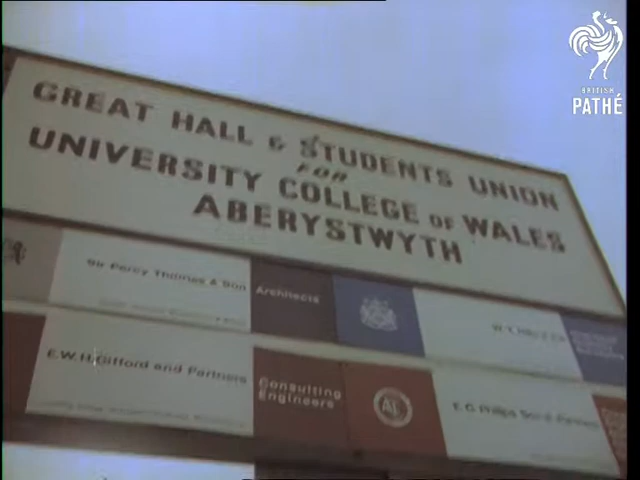 BRITISH
PATHÉ
GREAT HALL & STUDENTS UNION
FOR
UNIVERSITY COLLEGE OF WALES
ABERYSTWYTH
Sir Percy Thomas & Son
Architects
E.W.H. Gifford and Partners
Consulting
Engineers